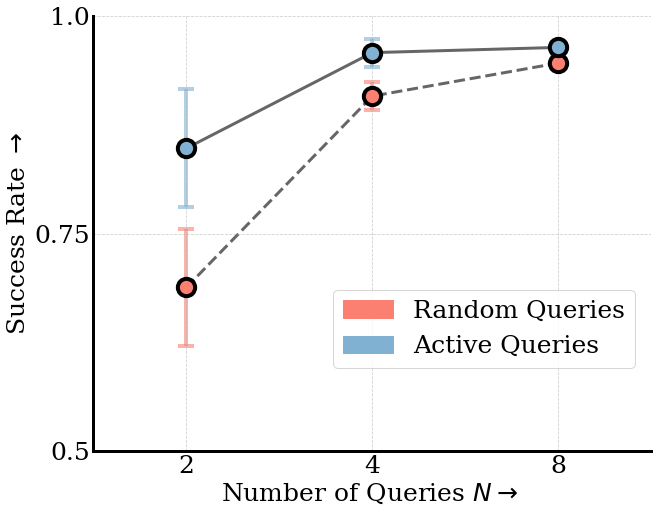 1.0
0.75
0.5
Success Rate →
Random Queries
Active Queries
2 4 8
Number of Queries N→